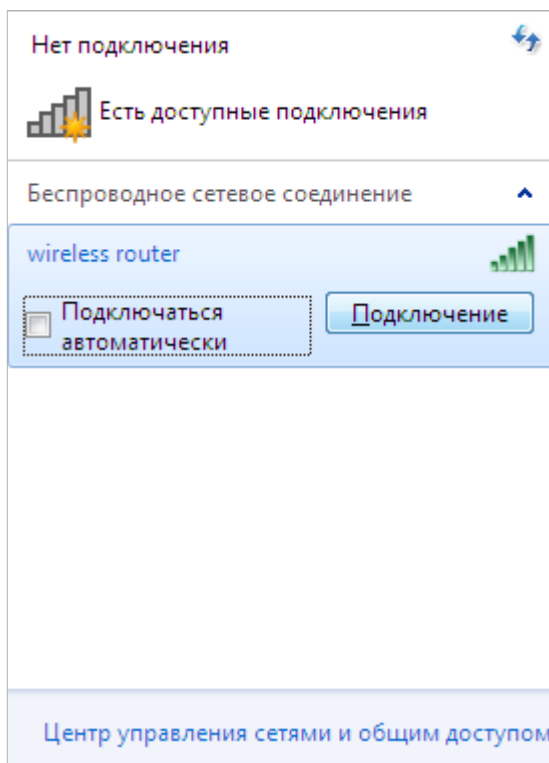 Нет подключения
Есть доступные подключения
Беспроводное сетевое соединение
wireless router
Подключаться
автоматически
Подключение
Центр управления сетями и общим доступом